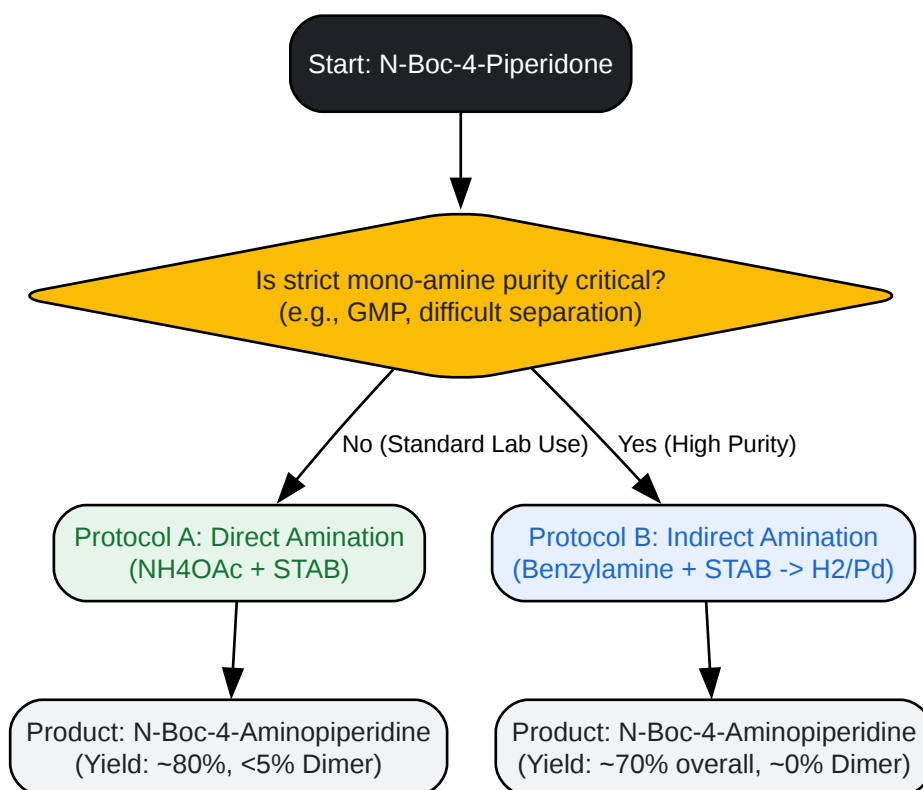 Start: N-Boc-4-Piperidone
Is strict mono-amine purity critical?
(e.g., GMP, difficult separation)
No (Standard Lab Use)
Yes (High Purity)
Protocol A: Direct Amination
(NH4OAc + STAB)
Protocol B: Indirect Amination
(Benzylamine + STAB -> H2/Pd)
Product: N-Boc-4-Aminopiperidine
(Yield: ~80%, <5% Dimer)
Product: N-Boc-4-Aminopiperidine
(Yield: ~70% overall, ~0% Dimer)